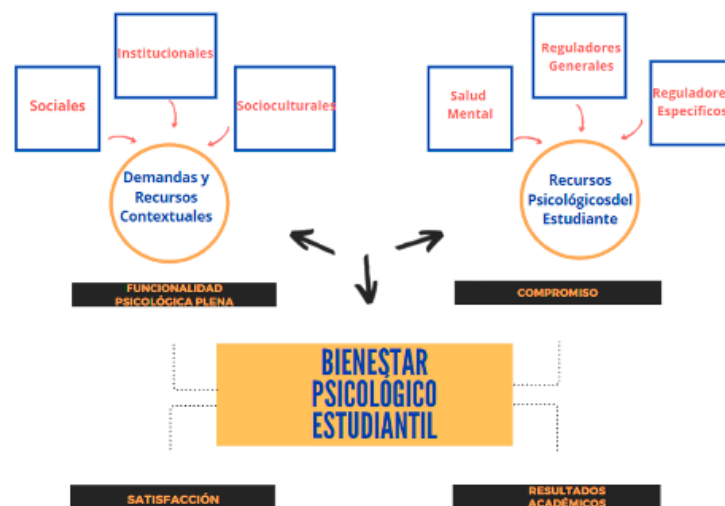 Institucionales
Sociales
Socioculturales
Demandas y
Recursos
Contextuales
Reguladores
Generales
Salud
Mental
Reguladores
Específicos
Recursos
Psicológicosdel
Estudiante
FUNCIONALIDAD
PSICOLÓGICA PLENA
COMPROMISO
BIENESTAR
PSICOLÓGICO
ESTUDIANTIL
SATISFACCIÓN
RESULTADOS
ACADÉMICOS